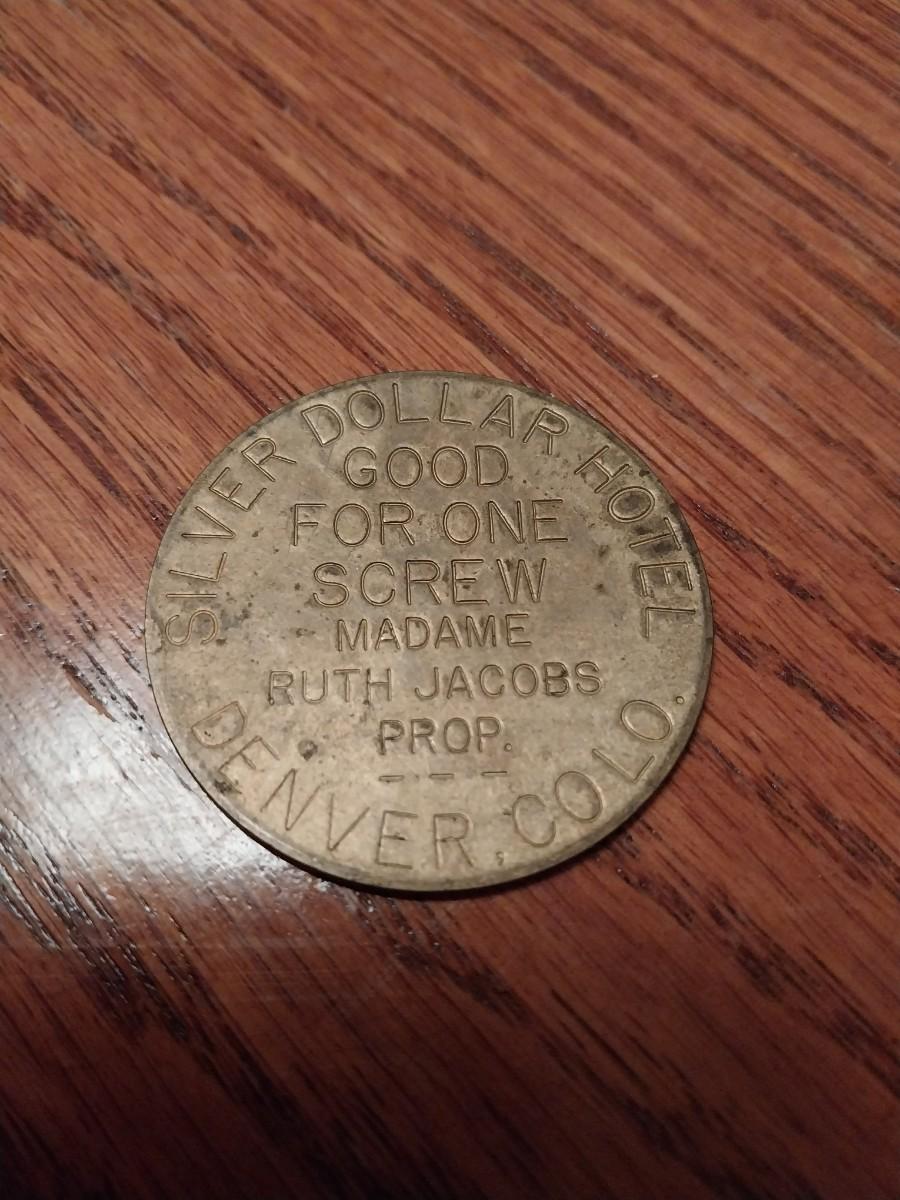 SILVER DOLLAR HOTEL
GOOD
FOR ONE
SCREW
MADAME
RUTH JACOBS
PROP.
- - -
DENVER, COLO.